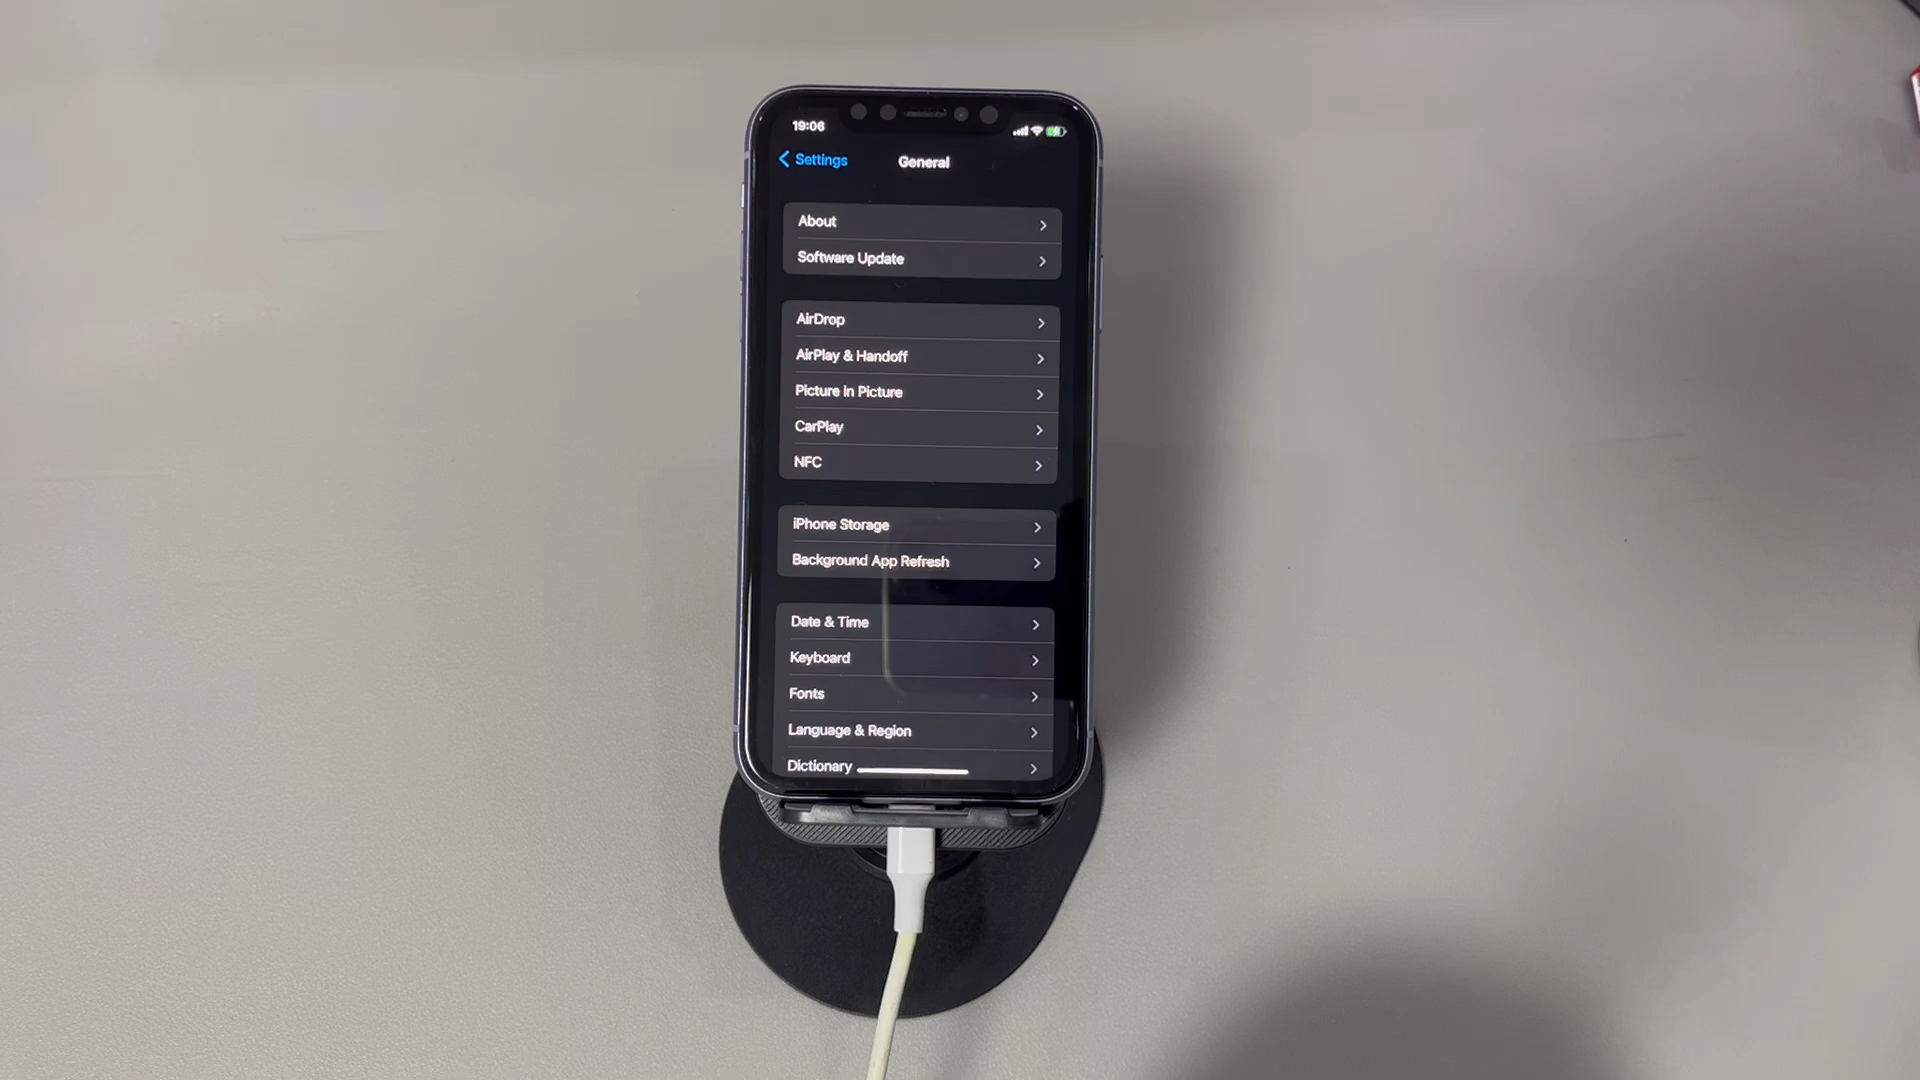 19:06
Settings
General
About
Software Update
AirDrop
AirPlay & Handoff
Picture in Picture
CarPlay
NFC
iPhone Storage
Background App Refresh
Date & Time
Keyboard
Fonts
Language & Region
Dictionary